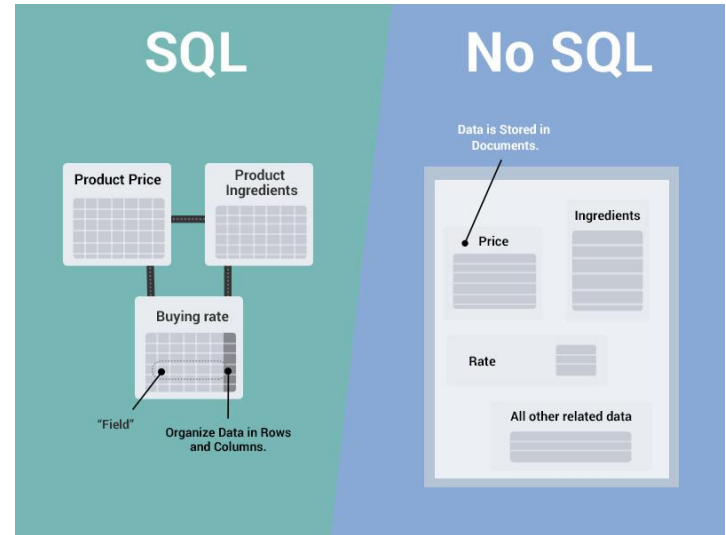 SQL
Product Price
Product
Ingredients
Buying rate
"Field"
Organize Data in Rows
and Columns.
No SQL
Data is Stored in
Documents.
Price
Ingredients
Rate
All other related data